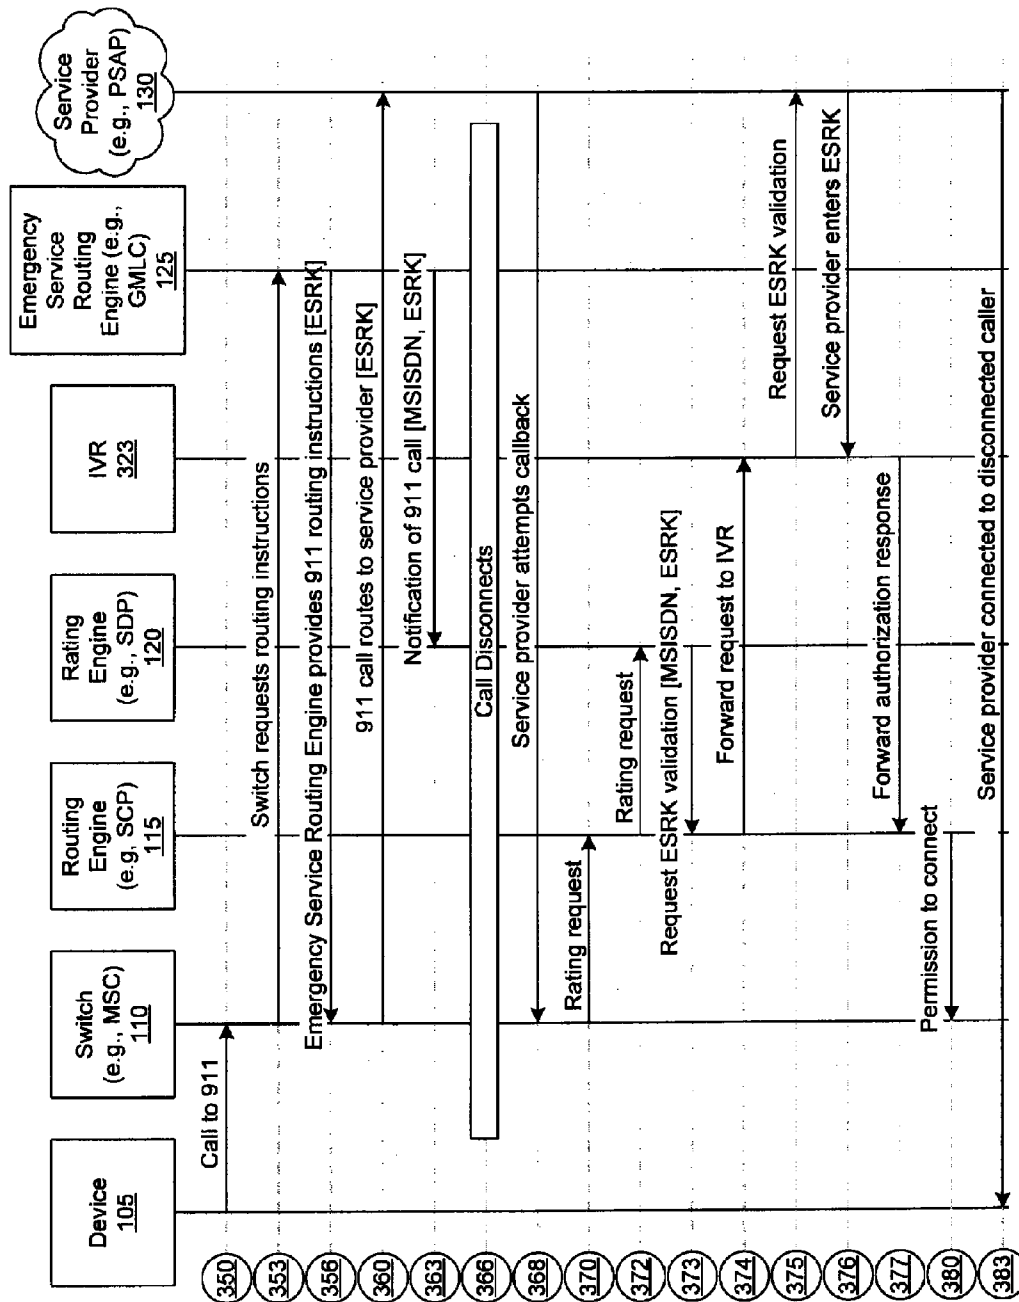 Device
105
Switch
(e.g., MSC)
110
Routing
Engine
(e.g, SCP)
115
Rating
Engine
(e.g., SDP)
120
IVR
323
Emergency
Service
Routing
Engine (e.g.,
GMLC)
125
Service
Provider
(e.g., PSAP)
130
350
Call to 911
353
Switch requests routing instructions
356
Emergency Service Routing Engine provides 911 routing instructions [ESRK]
360
911 call routes to service provider [ESRK]
363
Notification of 911 call [MSISDN, ESRK]
366
Call Disconnects
368
Service provider attempts callback
370
Rating request
372
Rating request
373
Request ESRK validation [MSISDN, ESRK]
374
Forward request to IVR
375
Request ESRK validation
376
Service provider enters ESRK
377
Forward authorization response
380
Permission to connect
383
Service provider connected to disconnected caller